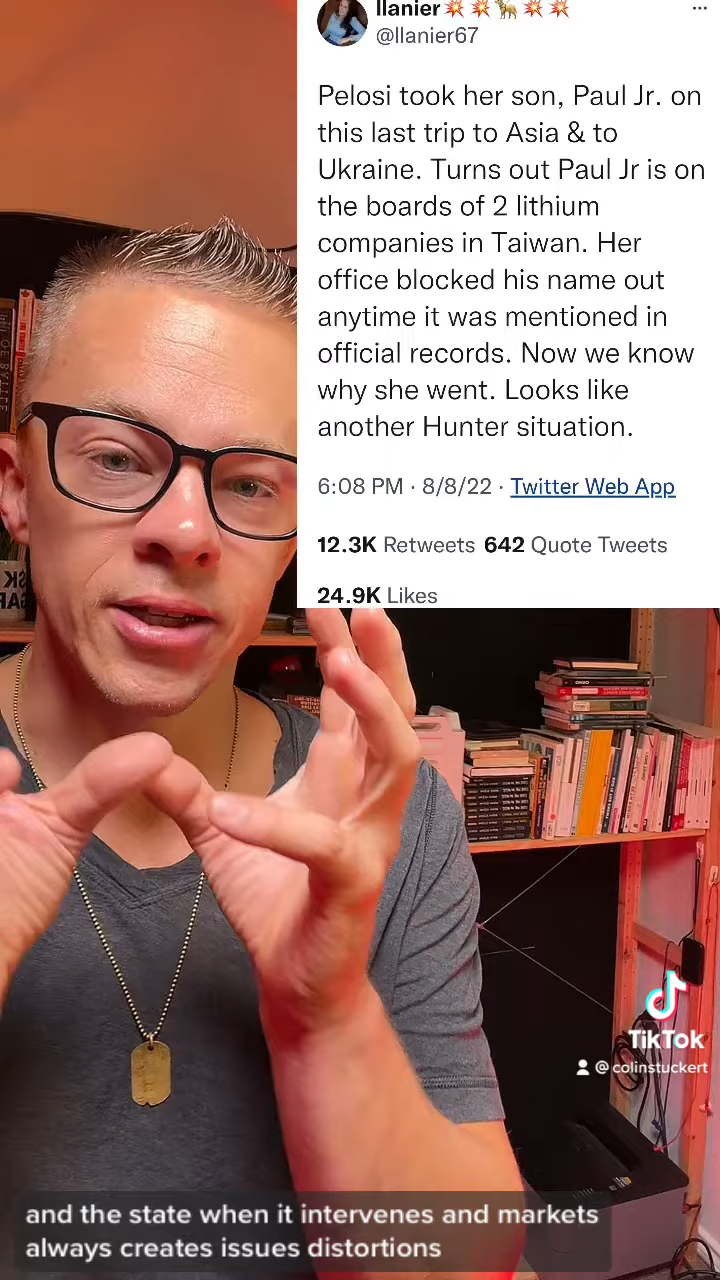 llanier💥💥🐕‍🦺💥💥
@llanier67
Pelosi took her son, Paul Jr. on
this last trip to Asia & to
Ukraine. Turns out Paul Jr is on
the boards of 2 lithium
companies in Taiwan. Her
office blocked his name out
anytime it was mentioned in
official records. Now we know
why she went. Looks like
another Hunter situation.
6:08 PM · 8/8/22 · Twitter Web App
12.3K Retweets 642 Quote Tweets
24.9K Likes
TikTok
@colinstuckert
and the state when it intervenes and markets
always creates issues distortions